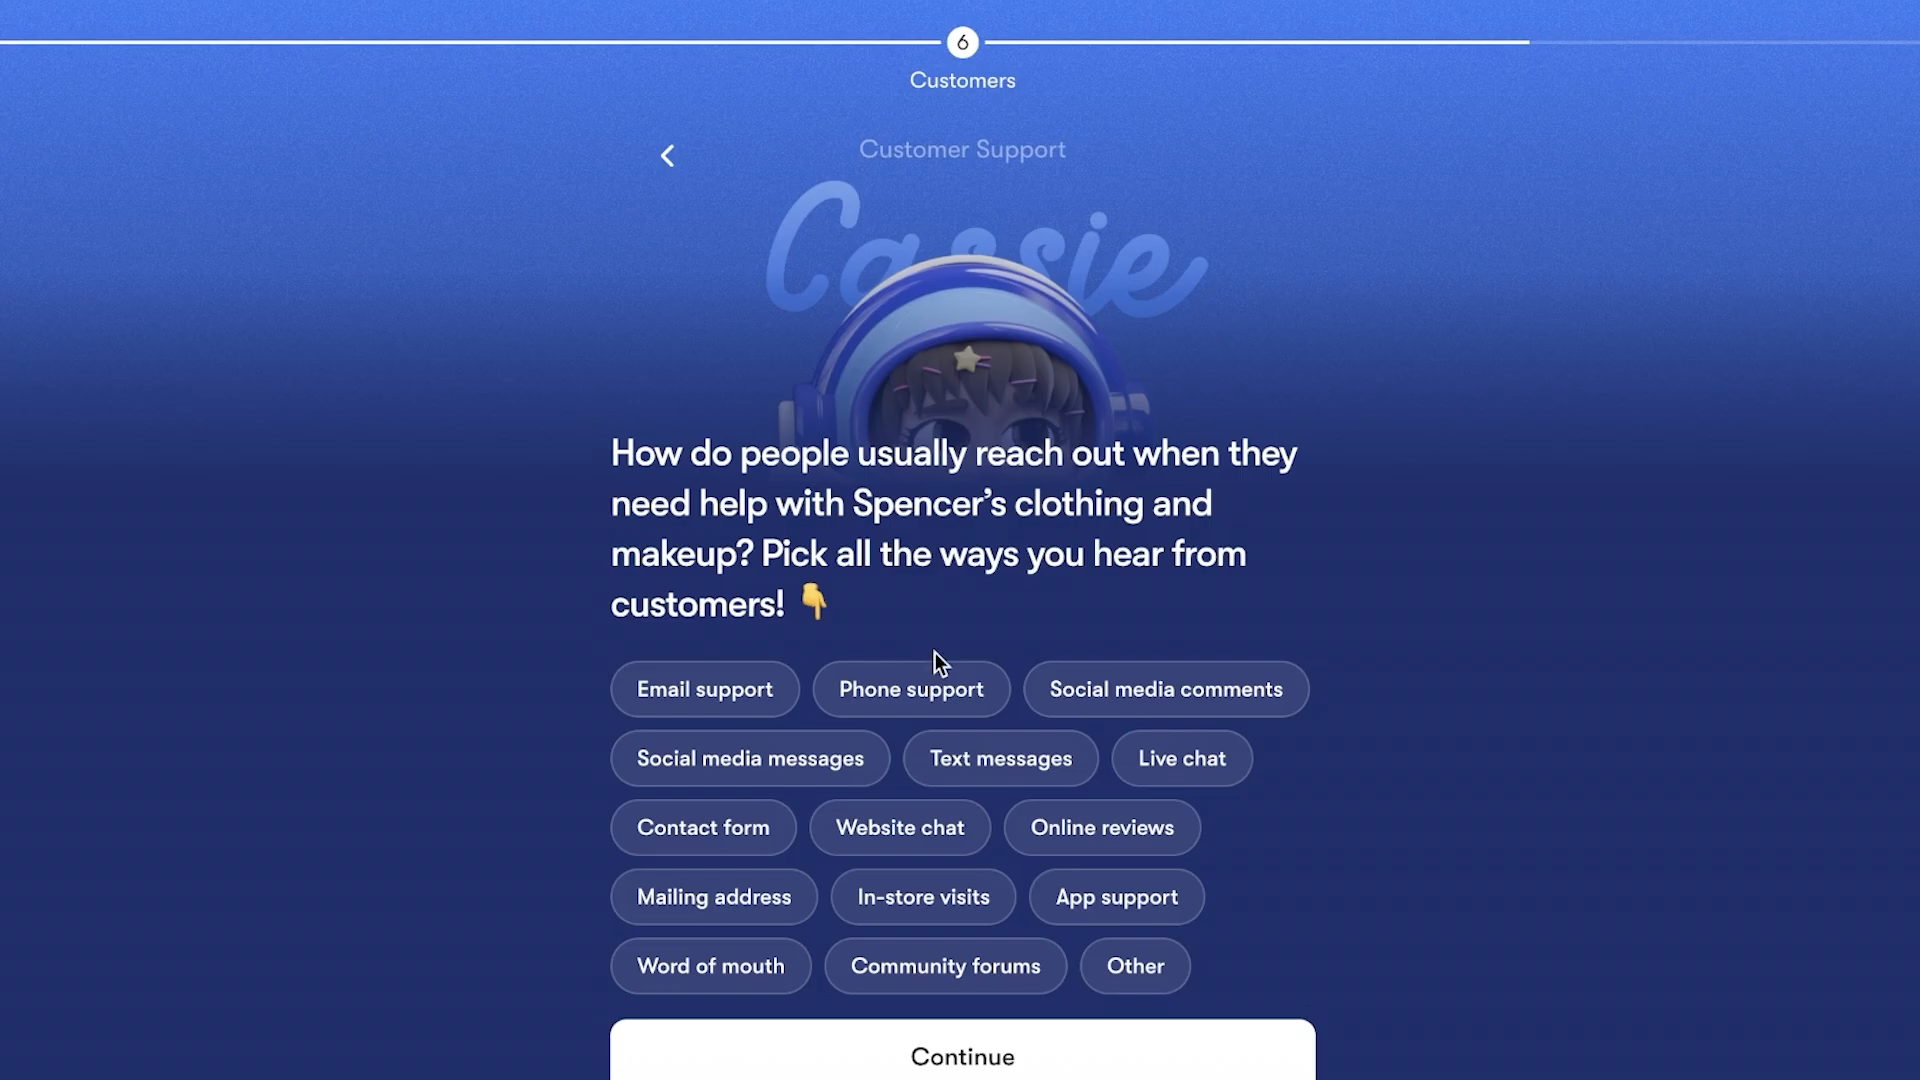 6
Customers
Customer Support
Cassie
How do people usually reach out when they
need help with Spencer’s clothing and
makeup? Pick all the ways you hear from
customers! 👇
Email support
Phone support
Social media comments
Social media messages
Text messages
Live chat
Contact form
Website chat
Online reviews
Mailing address
In-store visits
App support
Word of mouth
Community forums
Other
Continue